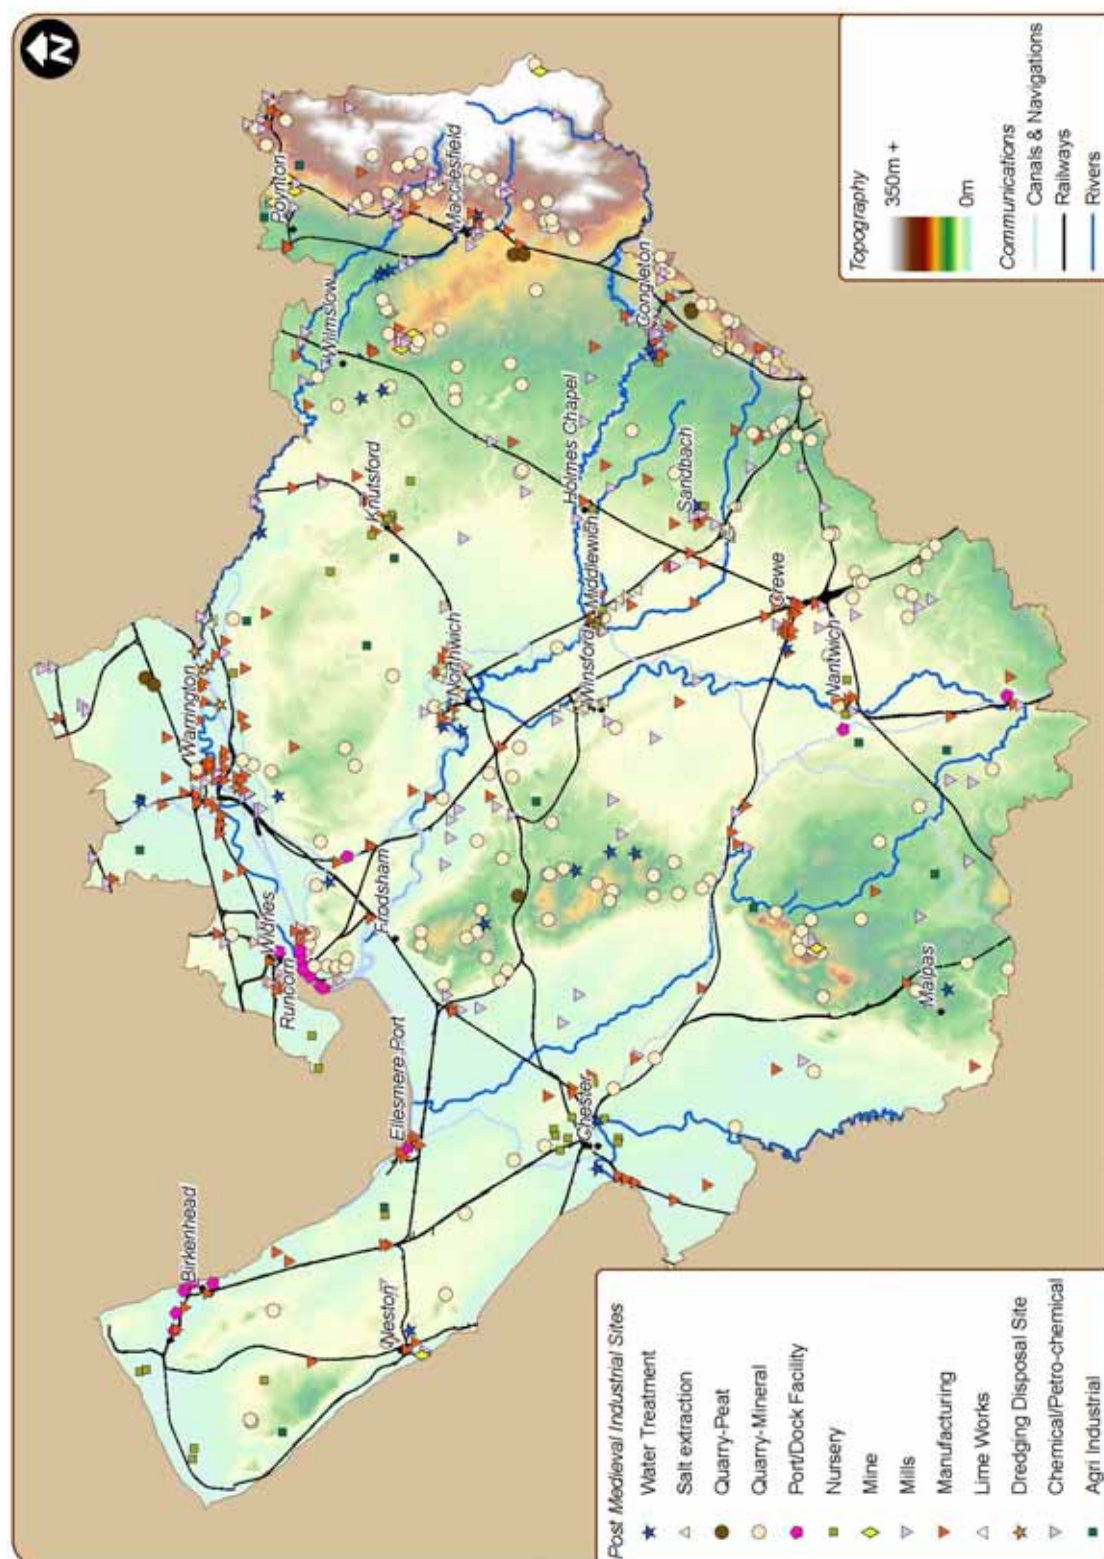 N
Poynton
Macclesfield
Wilmslow
Congleton
Holmes Chapel
Knutsford
Sandbach
Middlewich
Winsford
Crewe
Northwich
Nantwich
Warrington
Widnes
Runcorn
Frodsham
Malpas
Ellesmere Port
Chester
Birkenhead
Neston
Post Medieval Industrial Sites
Water Treatment
Salt extraction
Quarry-Peat
Quarry-Mineral
Port/Dock Facility
Nursery
Mine
Mills
Manufacturing
Lime Works
Dredging Disposal Site
Chemical/Petro-chemical
Agri Industrial
Topography
350m +
0m
Communications
Canals & Navigations
Railways
Rivers